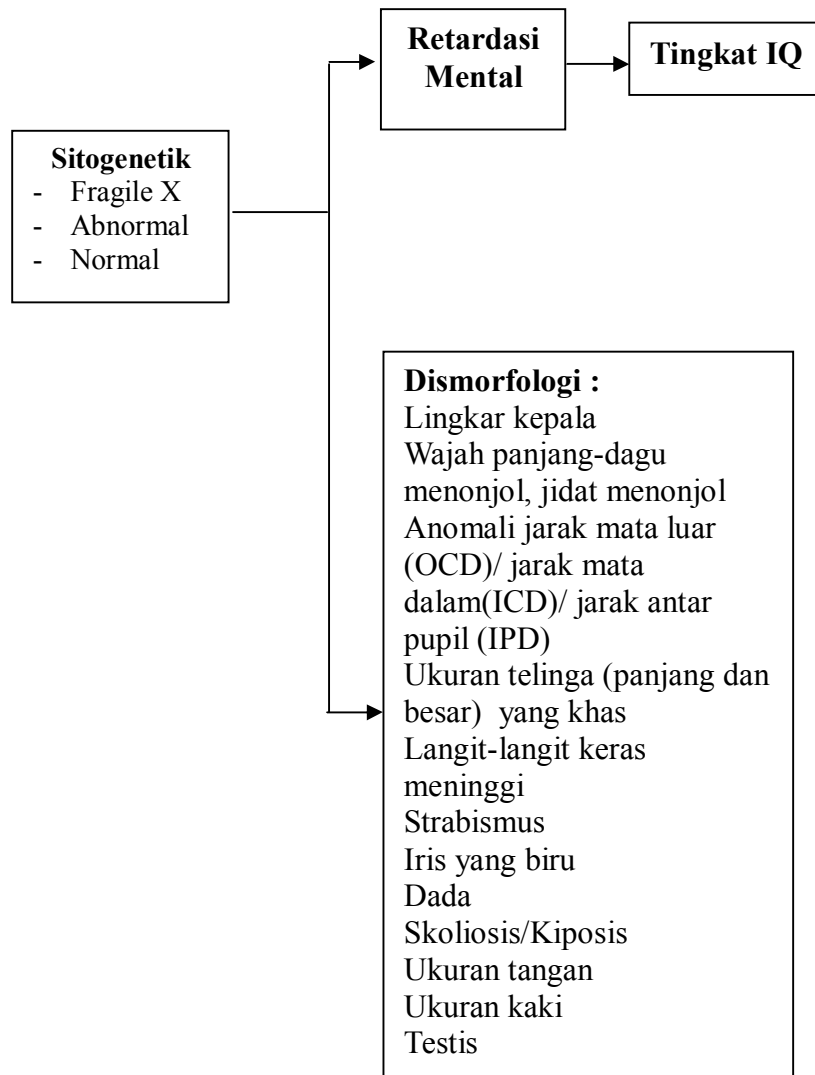 Retardasi
Mental
Tingkat IQ
Sitogenetik
- Fragile X
- Abnormal
- Normal
Dismorfologi :
Lingkar kepala
Wajah panjang-dagu
menonjol, jidat menonjol
Anomali jarak mata luar
(OCD)/ jarak mata
dalam(ICD)/ jarak antar
pupil (IPD)
Ukuran telinga (panjang dan
besar) yang khas
Langit-langit keras
meninggi
Strabismus
Iris yang biru
Dada
Skoliosis/Kiposis
Ukuran tangan
Ukuran kaki
Testis